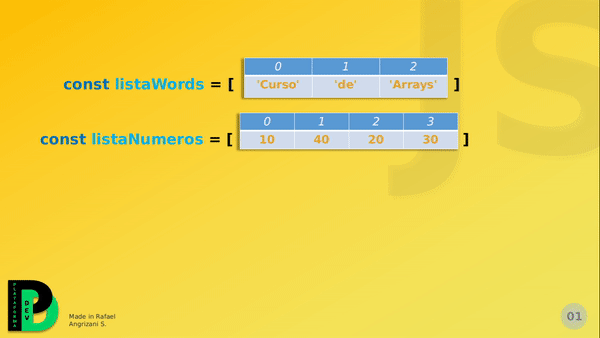 JS
0 1 2
const listaWords = [ 'Curso' 'de' 'Arrays' ]
0 1 2 3
const listaNumeros = [ 10 40 20 30 ]
PLATAFORMA
DEV
Made in Rafael
Angrizani S.
01